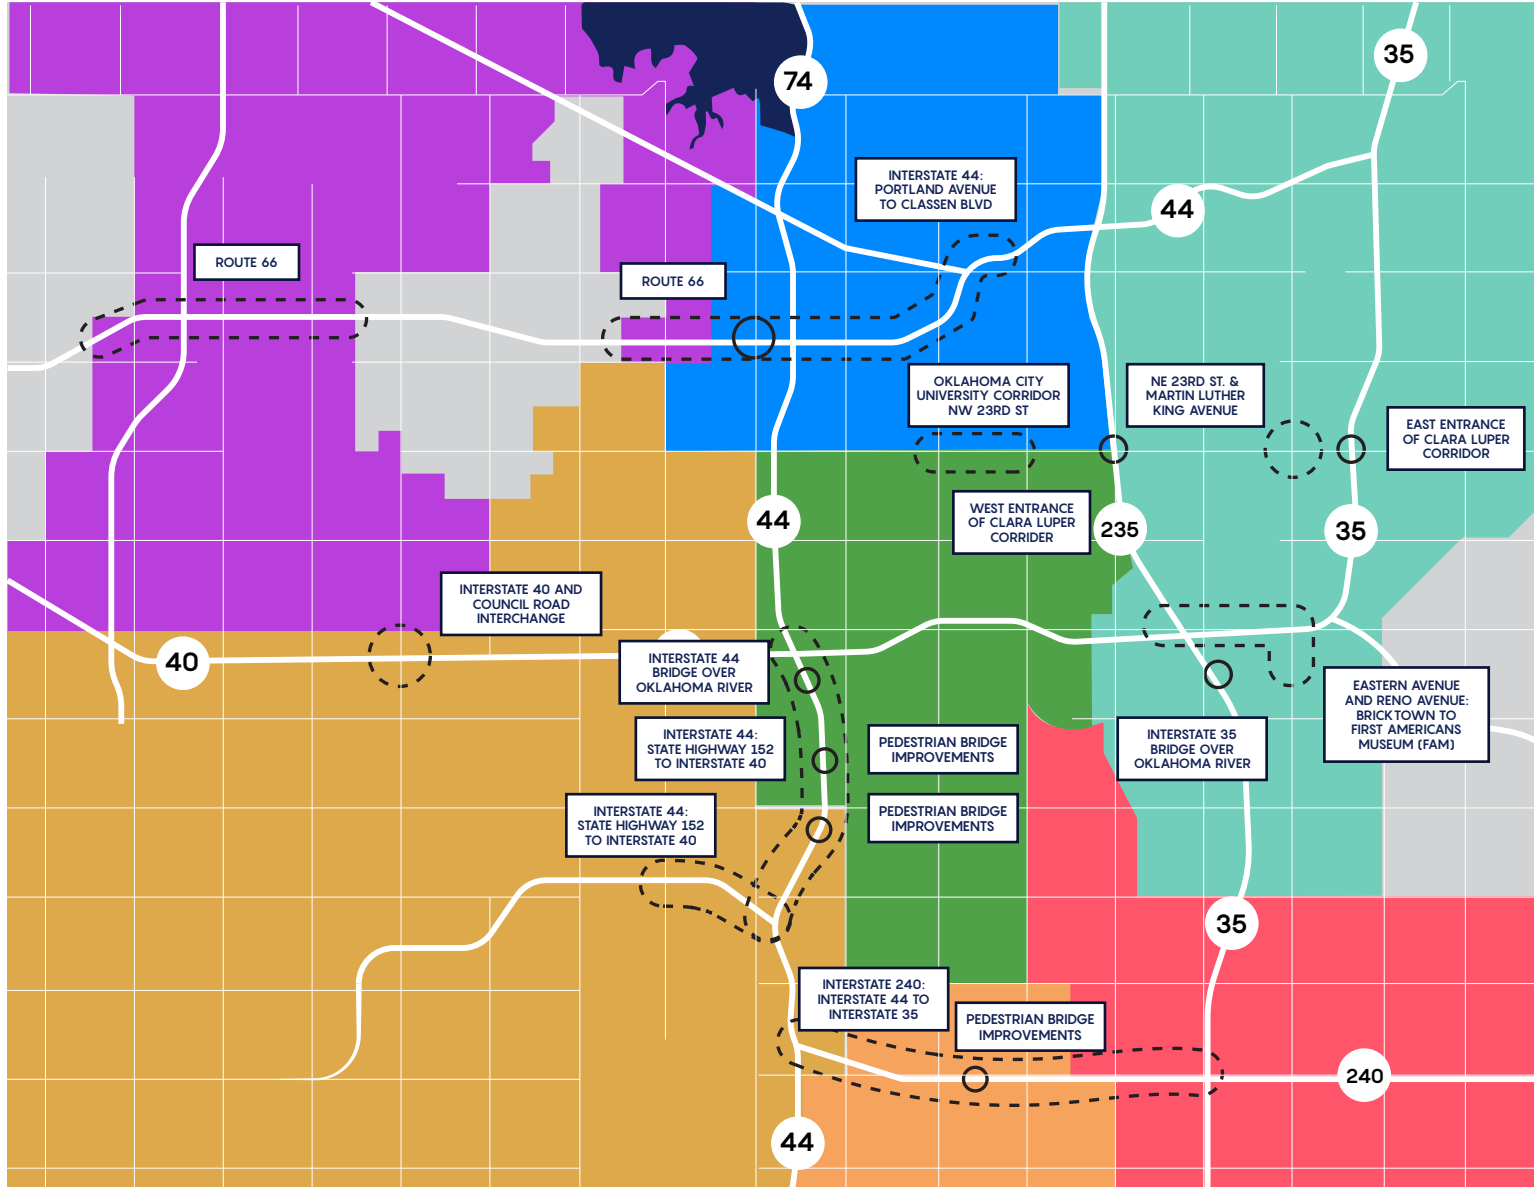 35
74
INTERSTATE 44:
PORTLAND AVENUE
TO CLASSEN BLVD
44
ROUTE 66
ROUTE 66
OKLAHOMA CITY
UNIVERSITY CORRIDOR
NW 23RD ST
NE 23RD ST. &
MARTIN LUTHER
KING AVENUE
EAST ENTRANCE
OF CLARA LUPER
CORRIDOR
WEST ENTRANCE
OF CLARA LUPER
CORRIDER
44
235
35
INTERSTATE 40 AND
COUNCIL ROAD
INTERCHANGE
40
INTERSTATE 44
BRIDGE OVER
OKLAHOMA RIVER
EASTERN AVENUE
AND RENO AVENUE:
BRICKTOWN TO
FIRST AMERICANS
MUSEUM (FAM)
INTERSTATE 44:
STATE HIGHWAY 152
TO INTERSTATE 40
PEDESTRIAN BRIDGE
IMPROVEMENTS
INTERSTATE 35
BRIDGE OVER
OKLAHOMA RIVER
INTERSTATE 44:
STATE HIGHWAY 152
TO INTERSTATE 40
PEDESTRIAN BRIDGE
IMPROVEMENTS
35
INTERSTATE 240:
INTERSTATE 44 TO
INTERSTATE 35
PEDESTRIAN BRIDGE
IMPROVEMENTS
240
44